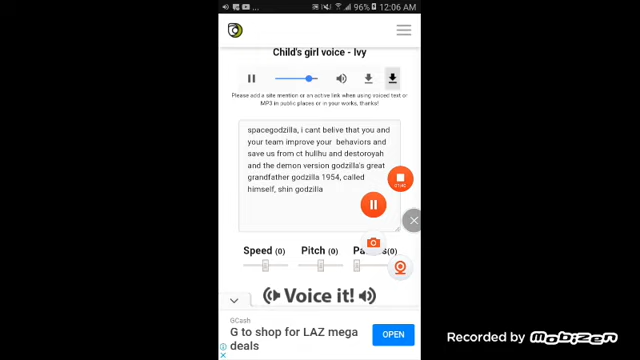 ... 96% 12:06 AM
Child's girl voice - Ivy
Please add a site mention or an active link when using voiced text or
MP3 in public places or in your works, thanks!
spacegodzilla, i cant belive that you and
your team improve your behaviors and
save us from ct hullhu and destoroyah
and the demon version godzilla's great
grandfather godzilla 1954, called
himself, shin godzilla
Speed (0) Pitch (0) (0)
Voice it!
GCash
G to shop for LAZ mega
deals
OPEN
Recorded by Mobizen